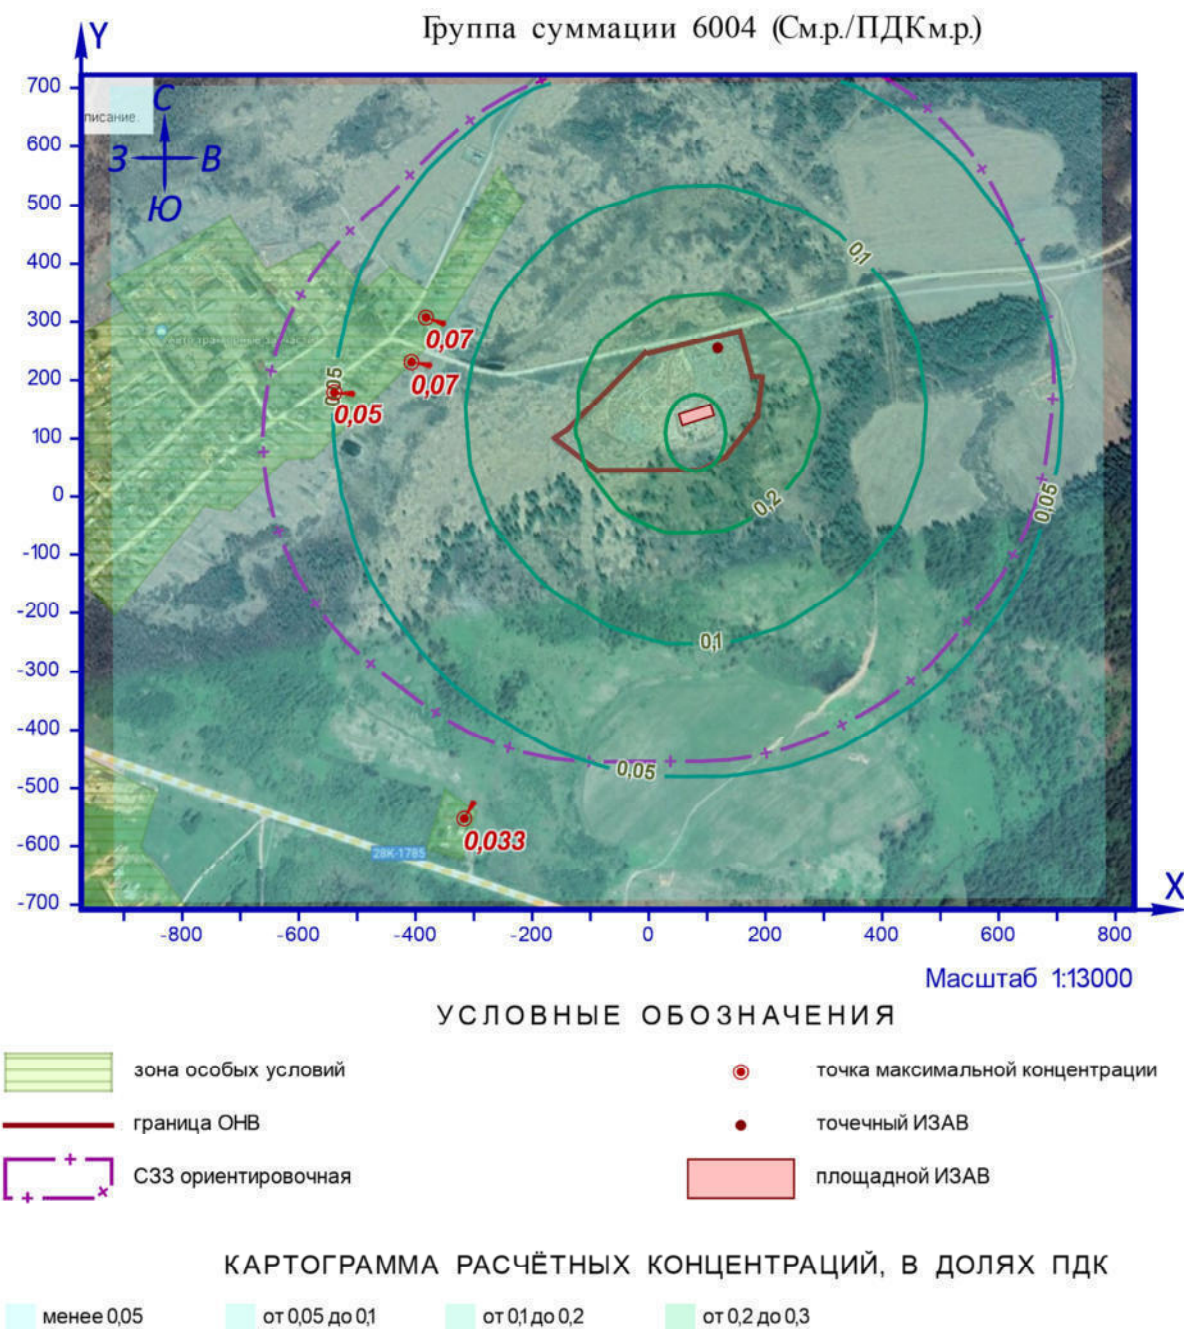 Группа суммации 6004 (См.р./ПДКм.р.)
Y
700
600
500
400
300
200
100
0
-100
-200
-300
-400
-500
-600
-700
писание.
С
З В
Ю
0,1
0,07
0,07
0,05
0,05
0,2
0,05
0,1
0,05
0,033
28К-1785
X
-800 -600 -400 -200 0 200 400 600 800
Масштаб 1:13000
УСЛОВНЫЕ ОБОЗНАЧЕНИЯ
зона особых условий
точка максимальной концентрации
граница ОНВ
точечный ИЗАВ
СЗЗ ориентировочная
площадной ИЗАВ
КАРТОГРАММА РАСЧЁТНЫХ КОНЦЕНТРАЦИЙ, В ДОЛЯХ ПДК
менее 0,05 от 0,05 до 0,1 от 0,1 до 0,2 от 0,2 до 0,3